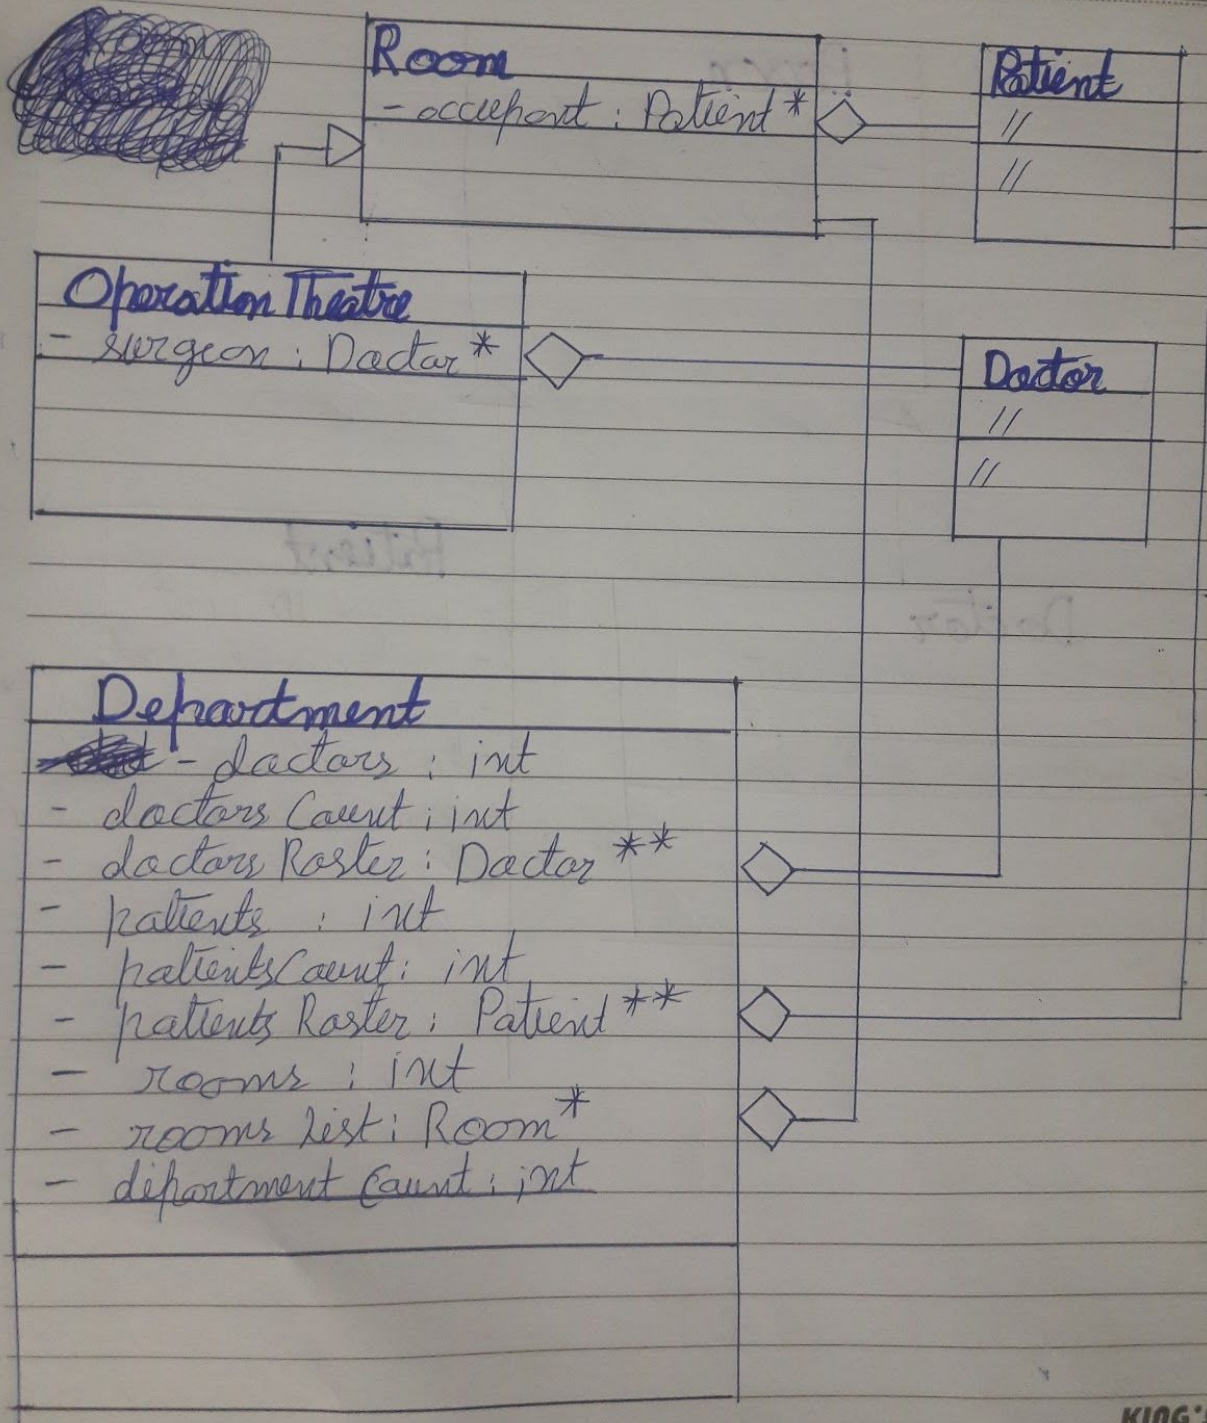 Room
- occupant : Patient*
Patient
//
//
Operation Theatre
- surgeon : Doctor*
Doctor
//
//
Department
- doctors : int
- doctors Count : int
- doctors Roster : Doctor**
- patients : int
- patientsCount : int
- patients Roster : Patient**
- rooms : int
- rooms List : Room*
- department Count : int
KING'